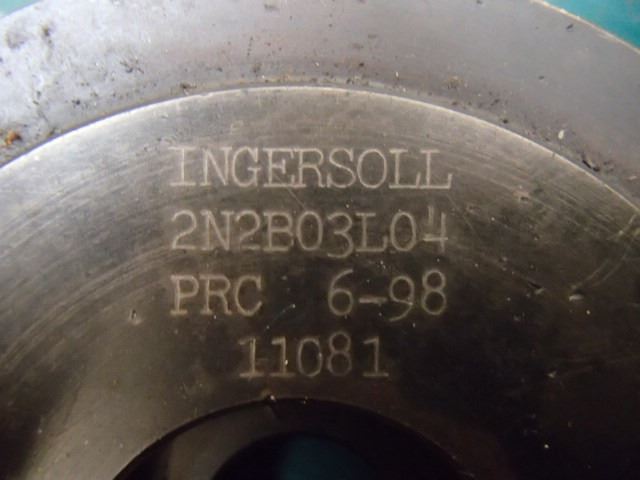 INGERSOLL
2N2B03L04
PRC 6-98
11081